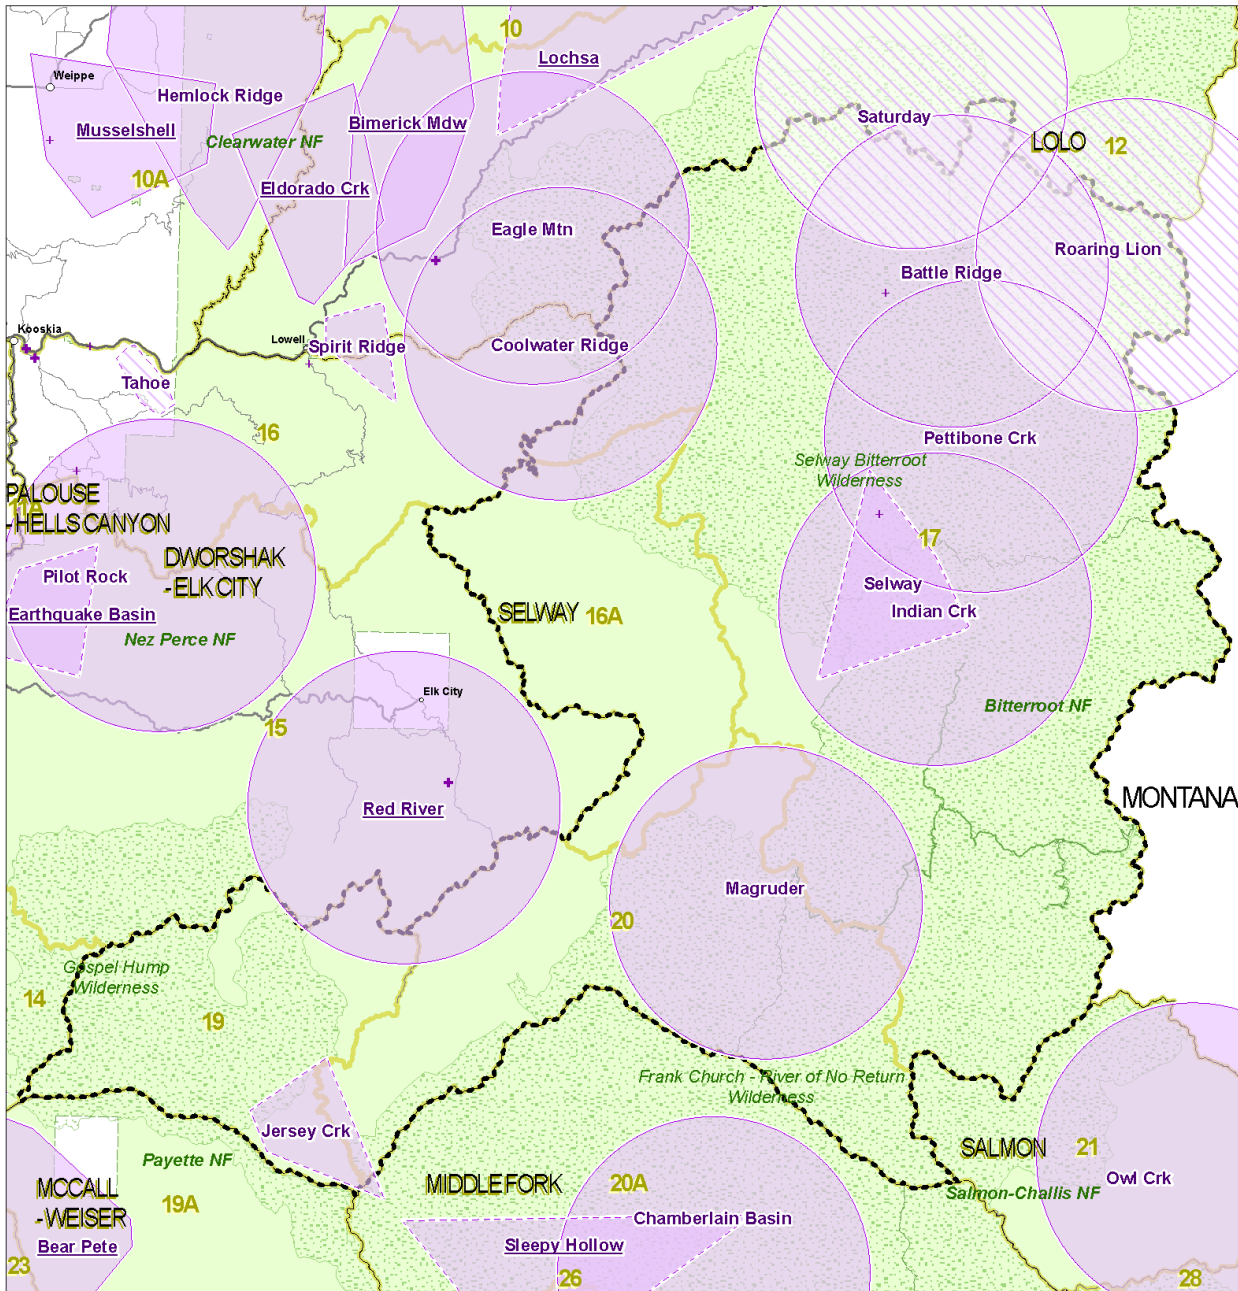 10
Lochsa
Weippe
Hemlock Ridge
Musselshell
Bimerick Mdw
Saturday
Clearwater NF
LOLO 12
10A
Eldorado Crk
Eagle Mtn
Roaring Lion
Battle Ridge
Kooskia
Lowell
Spirit Ridge
Coolwater Ridge
Tahoe
16
Pettibone Crk
Selway Bitterroot
Wilderness
PALOUSE
11A
-HELLS CANYON
17
DWORSHAK
-ELK CITY
Pilot Rock
Selway
Earthquake Basin
SELWAY 16A
Indian Crk
Nez Perce NF
Elk City
Bitterroot NF
15
MONTANA
Red River
Magruder
20
Gospel Hump
Wilderness
14
19
Frank Church - River of No Return
Wilderness
Jersey Crk
SALMON 21
Payette NF
Owl Crk
MCCALL
-WEISER
MIDDLE FORK 20A
Salmon-Challis NF
19A
Chamberlain Basin
Bear Pete
Sleepy Hollow
23
26
28